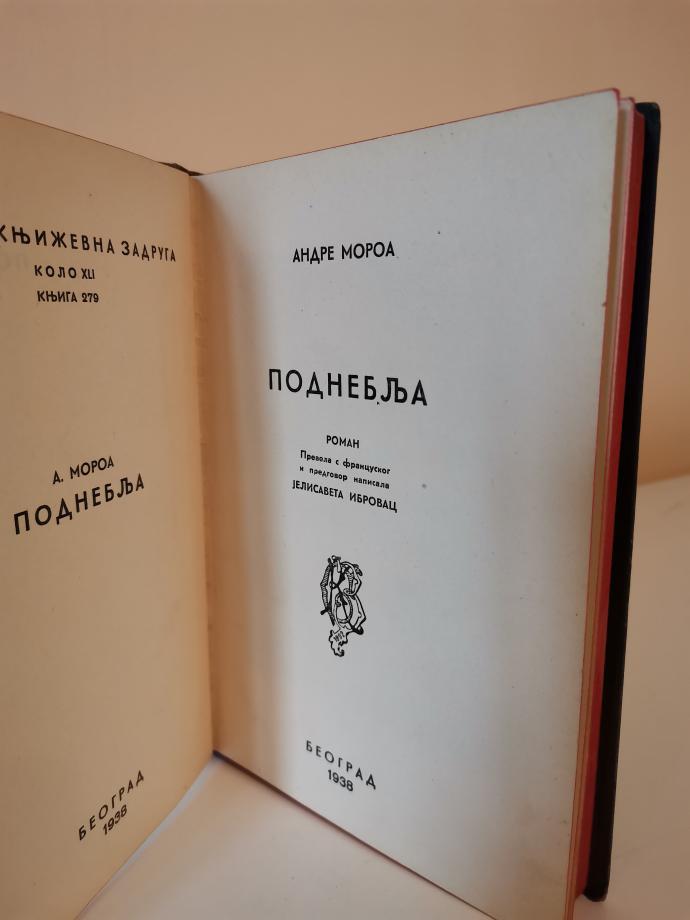 КЊИЖЕВНА ЗАДРУГА
КОЛО XLI
КЊИГА 279
А. МОРОА
ПОДНЕБЉА
БЕОГРАД
1938
АНДРЕ МОРОА
ПОДНЕБЉА
РОМАН
Превела с француског
и предговор написала
ЈЕЛИСАВЕТА ИБРОВАЦ
БЕОГРАД
1938